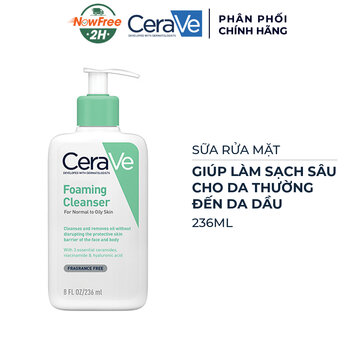 NowFree
2H
CeraVe
DEVELOPED WITH DERMATOLOGISTS
PHÂN PHỐI
CHÍNH HÃNG
CeraVe
DEVELOPED WITH DERMATOLOGISTS
Foaming
Cleanser
For Normal to Oily Skin
Cleanses and removes oil without
disrupting the protective skin
barrier of the face and body
With 3 essential ceramides,
niacinamide & hyaluronic acid
FRAGRANCE FREE
8 FL OZ/236 ml
SỮA RỬA MẶT
GIÚP LÀM SẠCH SÂU
CHO DA THƯỜNG
ĐẾN DA DẦU
236ML